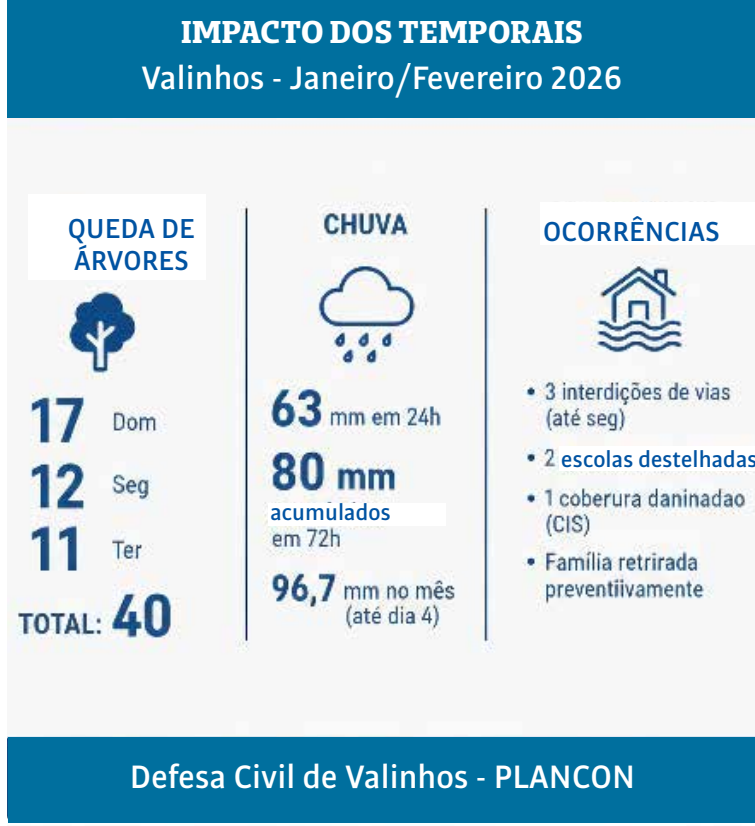 IMPACTO DOS TEMPORAIS
Valinhos - Janeiro/Fevereiro 2026
QUEDA DE
ÁRVORES
17 Dom
12 Seg
11 Ter
TOTAL: 40
CHUVA
63 mm em 24h
80 mm
acumulados
em 72h
96,7 mm no mês
(até dia 4)
OCORRÊNCIAS
• 3 interdições de vias
(até seg)
• 2 escolas destelhadas
• 1 coberura daninadao
(CIS)
• Família retrirada
preventiivamente
Defesa Civil de Valinhos - PLANCON